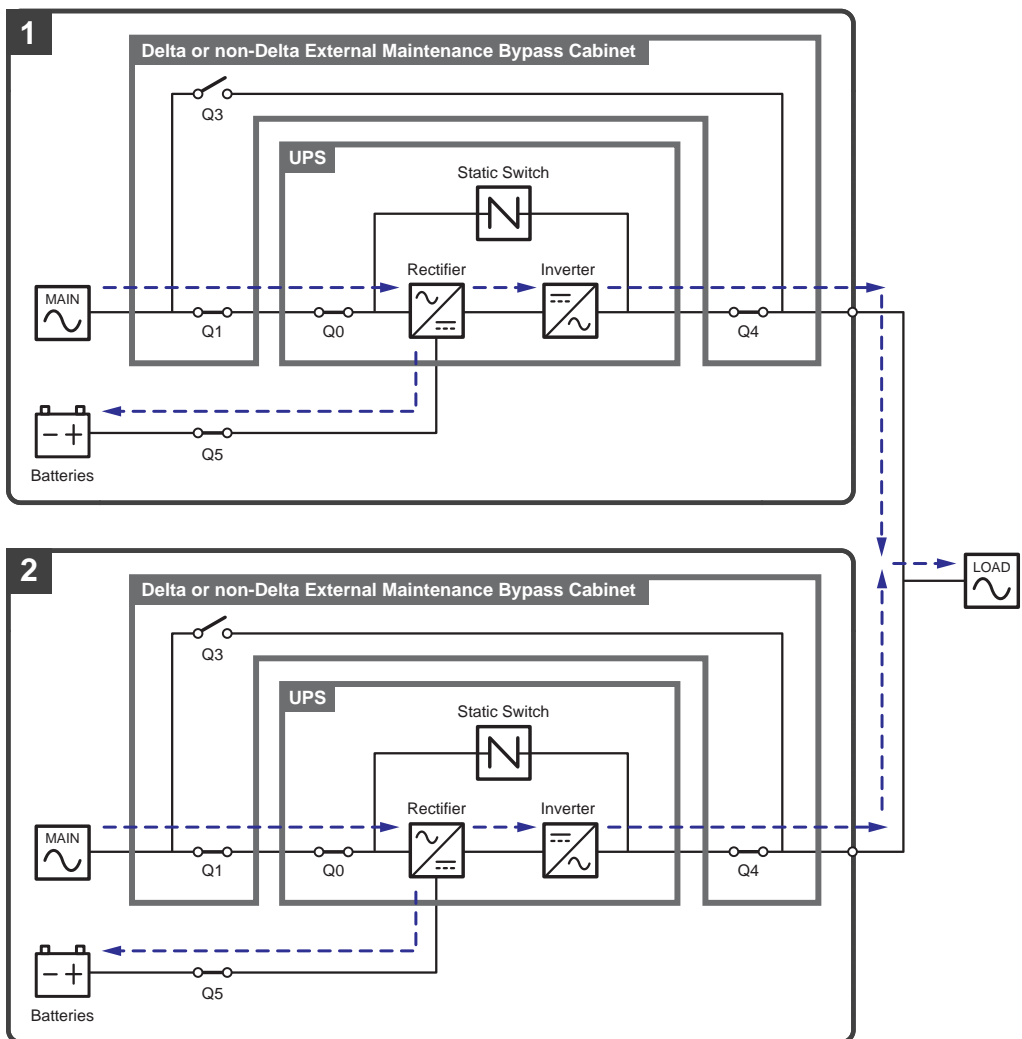 1
Delta or non-Delta External Maintenance Bypass Cabinet
Q3
UPS
Static Switch
Rectifier
Inverter
MAIN
Q1
Q0
Q4
Q5
Batteries
LOAD
2
Delta or non-Delta External Maintenance Bypass Cabinet
Q3
UPS
Static Switch
Rectifier
Inverter
MAIN
Q1
Q0
Q4
Q5
Batteries